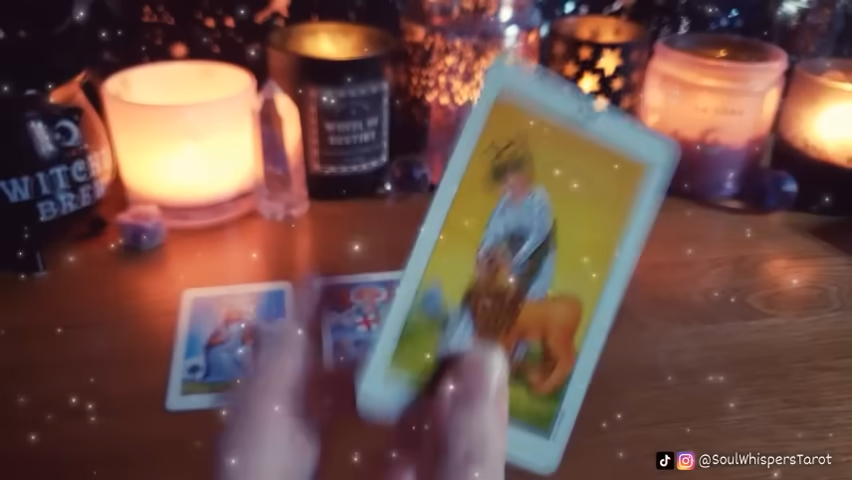 WITCH
BREW
WHEEL OF
DESTINY
@SoulWhispersTarot